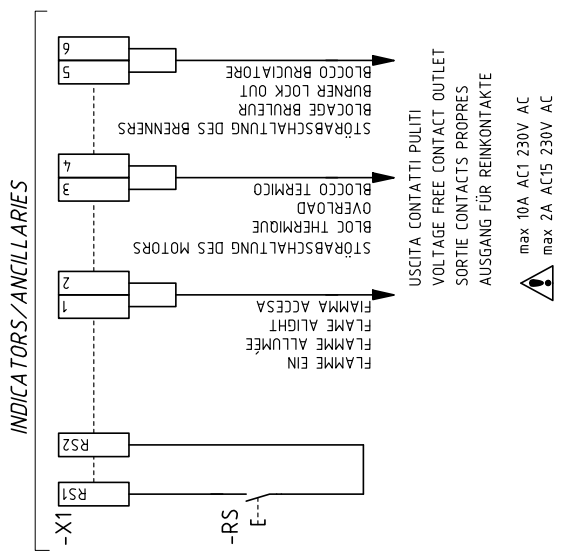 INDICATORS/ANCILLARIES
-X1
RS1
RS2
1
2
3
4
5
6
-RS
FLAMME EIN
FLAMME ALLUMÉE
FLAME ALIGHT
FIAMMA ACCESA
STÖRABSCHALTUNG DES MOTORS
BLOC THERMIQUE
OVERLOAD
BLOCCO TERMICO
STÖRABSCHALTUNG DES BRENNERS
BLOCAGE BRULEUR
BURNER LOCK OUT
BLOCCO BRUCIATORE
USCITA CONTATTI PULITI
VOLTAGE FREE CONTACT OUTLET
SORTIE CONTACTS PROPRES
AUSGANG FÜR REINKONTAKTE
max 10A AC1 230V AC
max 2A AC15 230V AC